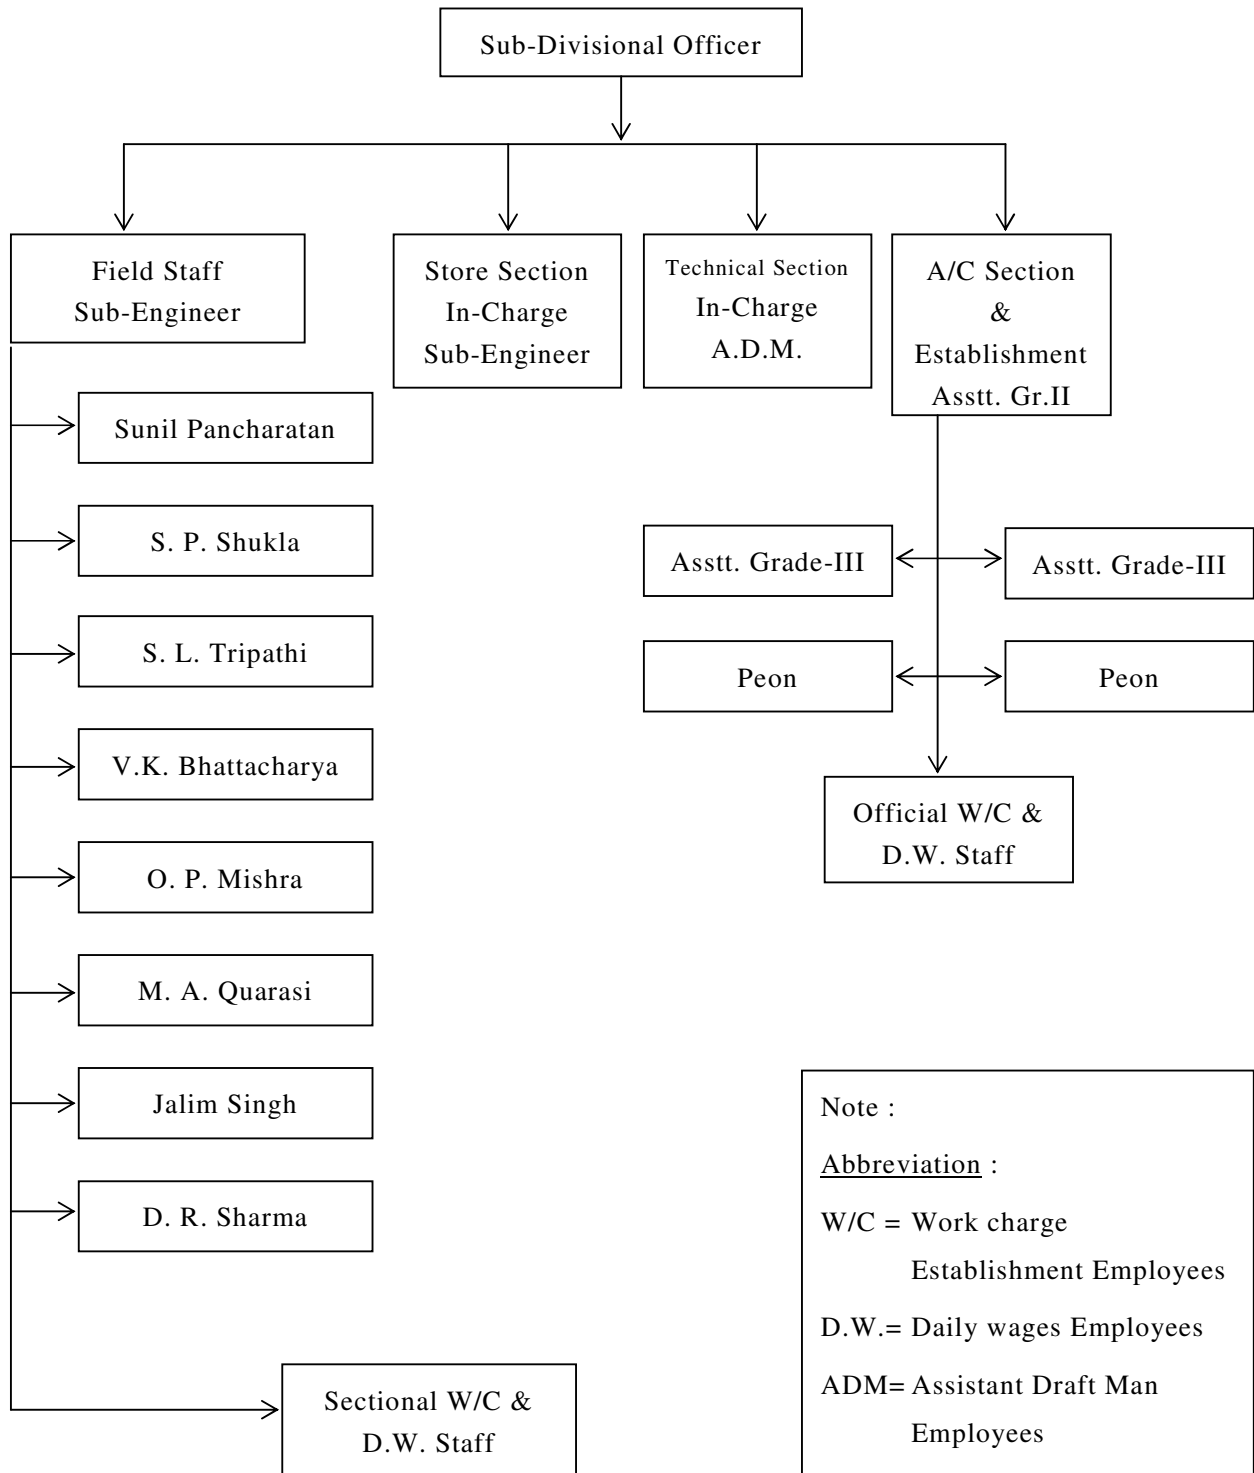 Sub-Divisional Officer
Field Staff
Sub-Engineer
Store Section
In-Charge
Sub-Engineer
Technical Section
In-Charge
A.D.M.
A/C Section
&
Establishment
Asstt. Gr.II
Sunil Pancharatan
S. P. Shukla
S. L. Tripathi
V.K. Bhattacharya
O. P. Mishra
M. A. Quarasi
Jalim Singh
D. R. Sharma
Sectional W/C &
D.W. Staff
Asstt. Grade-III
Asstt. Grade-III
Peon
Peon
Official W/C &
D.W. Staff
Note :
Abbreviation :
W/C = Work charge
Establishment Employees
D.W.= Daily wages Employees
ADM= Assistant Draft Man
Employees